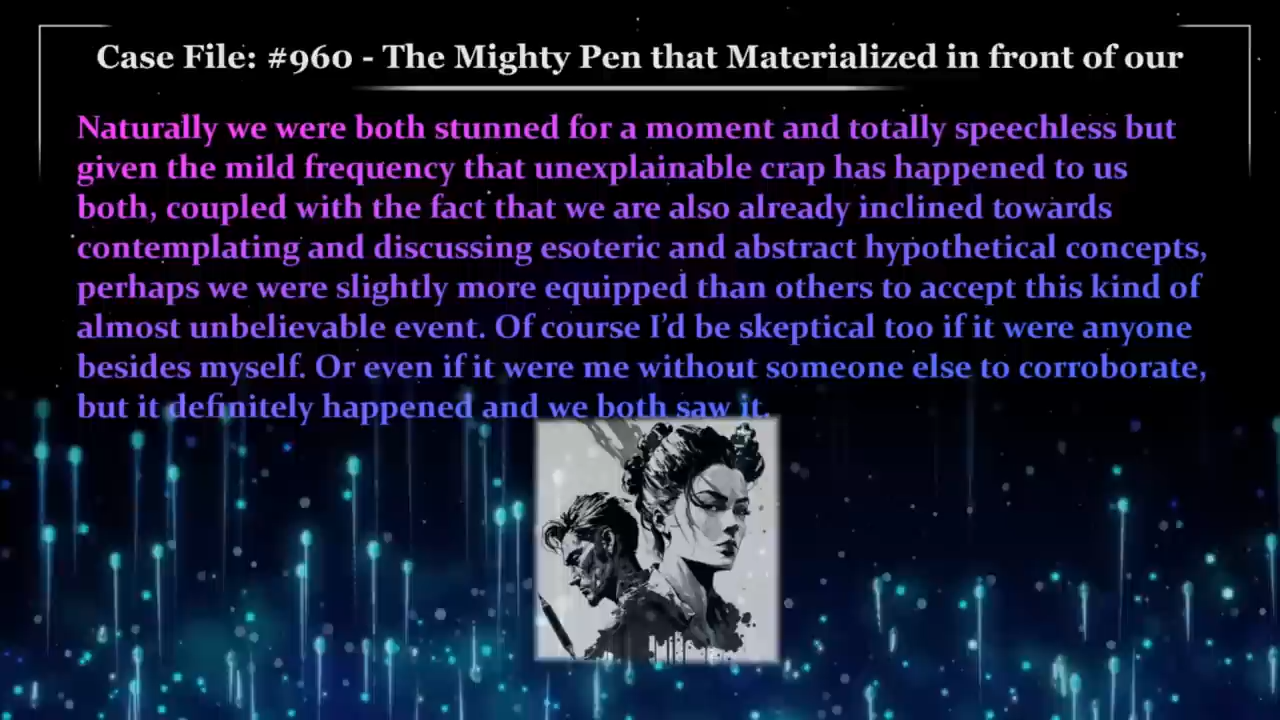 Case File: #960 - The Mighty Pen that Materialized in front of our
Naturally we were both stunned for a moment and totally speechless but
given the mild frequency that unexplainable crap has happened to us
both, coupled with the fact that we are also already inclined towards
contemplating and discussing esoteric and abstract hypothetical concepts,
perhaps we were slightly more equipped than others to accept this kind of
almost unbelievable event. Of course I’d be skeptical too if it were anyone
besides myself. Or even if it were me without someone else to corroborate,
but it definitely happened and we both saw it.